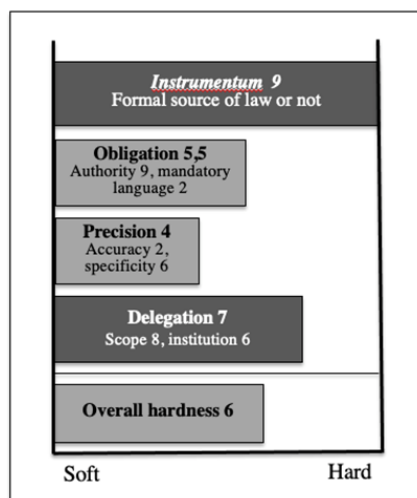 Instrumentum 9
Formal source of law or not
Obligation 5,5
Authority 9, mandatory
language 2
Precision 4
Accuracy 2,
specificity 6
Delegation 7
Scope 8, institution 6
Overall hardness 6
Soft
Hard